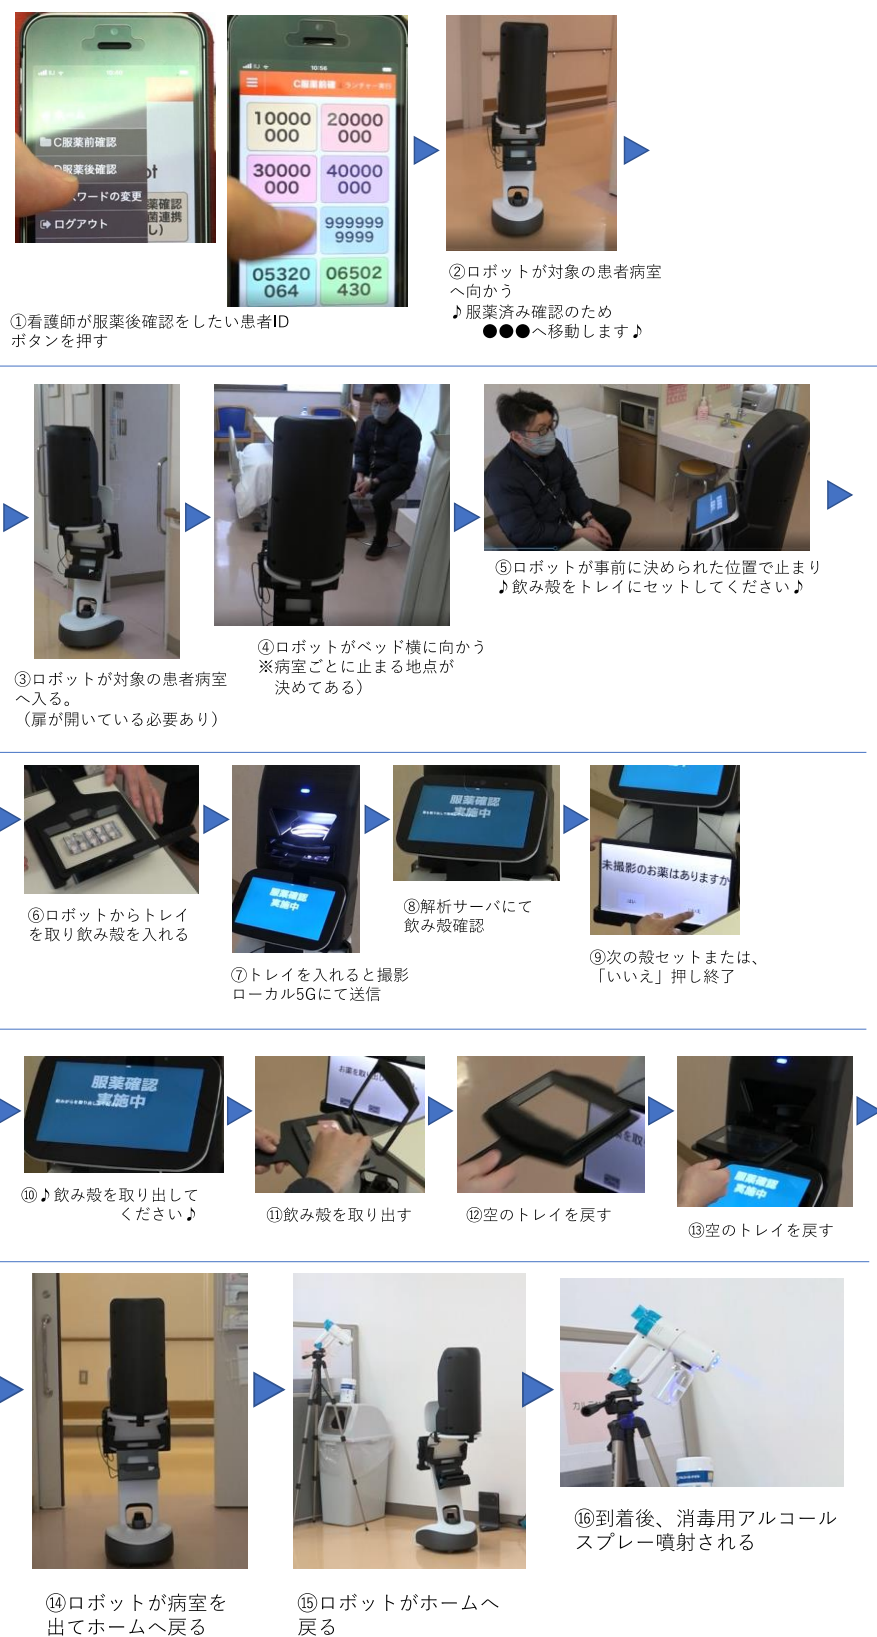 C服薬前確認
服薬後確認
ワードの変更
ログアウト
10:56
C服薬前確
10000
000
20000
000
30000
000
40000
000
999999
9999
05320
064
06502
430
①看護師が服薬後確認をしたい患者ID
ボタンを押す
②ロボットが対象の患者病室
へ向かう
♪服薬済み確認のため
●●●へ移動します♪
③ロボットが対象の患者病室
へ入る。
（扉が開いている必要あり）
④ロボットがベッド横に向かう
※病室ごとに止まる地点が
決めてある）
⑤ロボットが事前に決められた位置で止まり
♪飲み殻をトレイにセットしてください♪
⑥ロボットからトレイ
を取り飲み殻を入れる
服薬確認
実施中
⑦トレイを入れると撮影
ローカル5Gにて送信
服薬確認
実施中
⑧解析サーバにて
飲み殻確認
未撮影のお薬はありますか
はい
⑨次の殻セットまたは、
「いいえ」押し終了
服薬確認
実施中
⑩♪飲み殻を取り出して
ください♪
お薬を取り
⑪飲み殻を取り出す
⑫空のトレイを戻す
服薬確認
実施中
⑬空のトレイを戻す
⑭ロボットが病室を
出てホームへ戻る
⑮ロボットがホームへ
戻る
⑯到着後、消毒用アルコール
スプレー噴射される